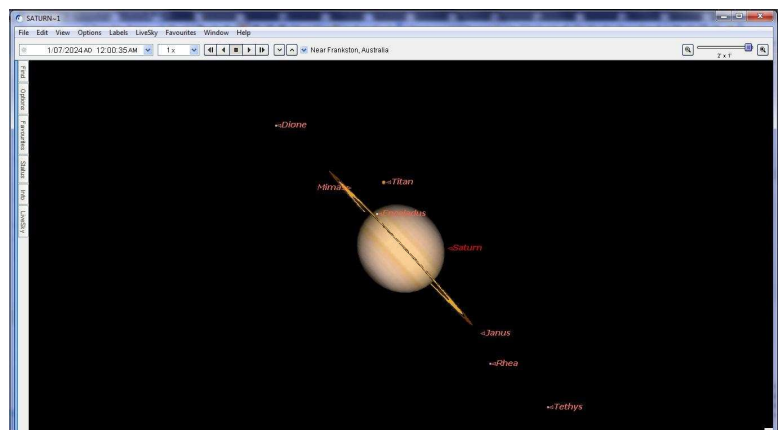 SATURN~1
File Edit View Options Labels LiveSky Favourites Window Help
1/07/2024 AD 12:00:35 AM 1 x Near Frankston, Australia
2 x 1°
Find
Options
Favourites
Status
Info
LiveSky
Dione
Titan
Mimas
Enceladus
Saturn
Janus
Rhea
Tethys